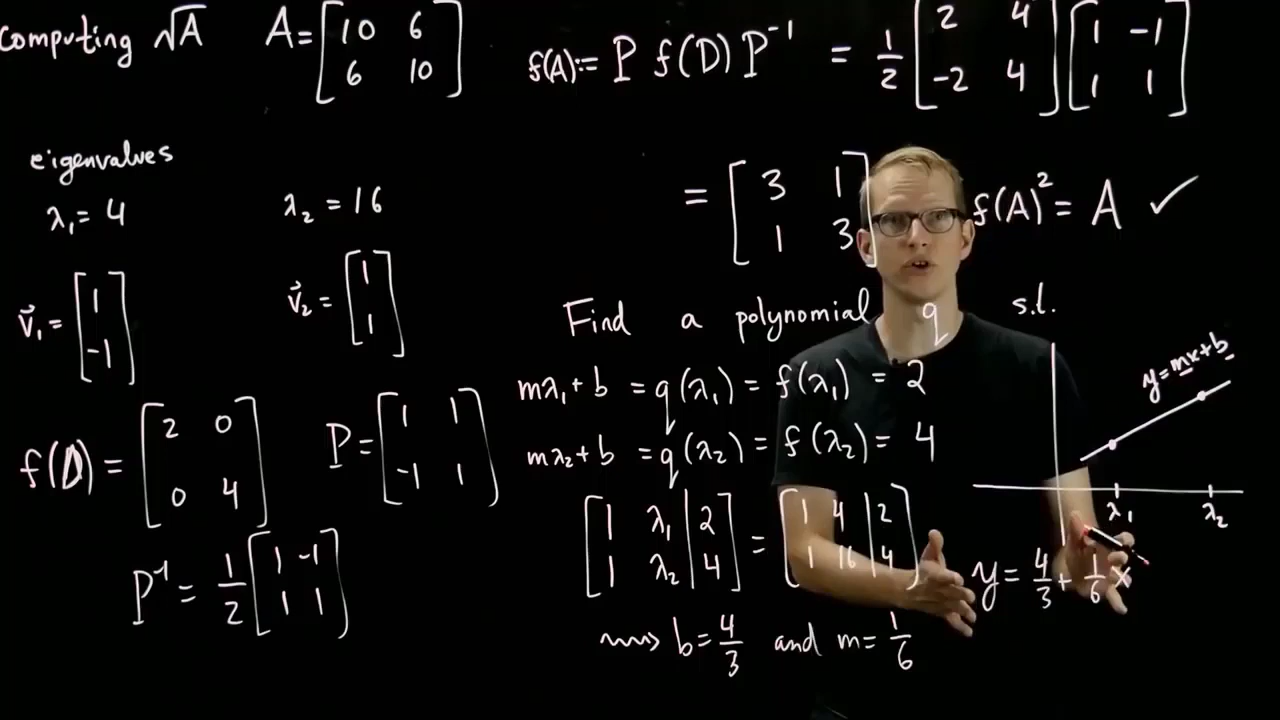 computing √A A = [10 6; 6 10]
f(A) := P f(D) P⁻¹ = 1/2 [2 4; -2 4] [1 -1; 1 1]
= [3 1; 1 3] f(A)² = A ✓
eigenvalues
λ₁ = 4 λ₂ = 16
v⃗₁ = [1; -1] v⃗₂ = [1; 1]
f(D) = [2 0; 0 4] P = [1 1; -1 1]
P⁻¹ = 1/2 [1 -1; 1 1]
Find a polynomial q s.t.
mλ₁ + b = q(λ₁) = f(λ₁) = 2
mλ₂ + b = q(λ₂) = f(λ₂) = 4
[1 λ₁ | 2; 1 λ₂ | 4] = [1 4 | 2; 1 16 | 4]
⟿ b = 4/3 and m = 1/6
y = mx + b
λ₁ λ₂
y = 4/3 + 1/6 x